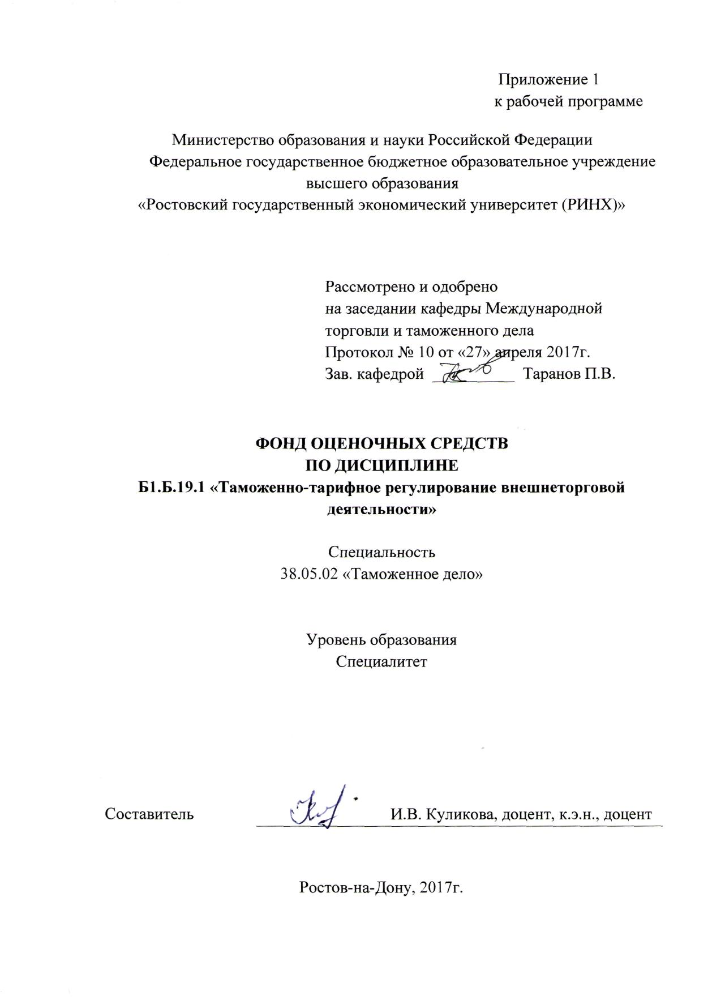 Приложение 1
к рабочей программе
Министерство образования и науки Российской Федерации
Федеральное государственное бюджетное образовательное учреждение
высшего образования
«Ростовский государственный экономический университет (РИНХ)»
Рассмотрено и одобрено
на заседании кафедры Международной
торговли и таможенного дела
Протокол № 10 от «27» апреля 2017г.
Зав. кафедрой Таранов П.В.
ФОНД ОЦЕНОЧНЫХ СРЕДСТВ
ПО ДИСЦИПЛИНЕ
Б1.Б.19.1 «Таможенно-тарифное регулирование внешнеторговой
деятельности»
Специальность
38.05.02 «Таможенное дело»
Уровень образования
Специалитет
Составитель И.В. Куликова, доцент, к.э.н., доцент
Ростов-на-Дону, 2017г.